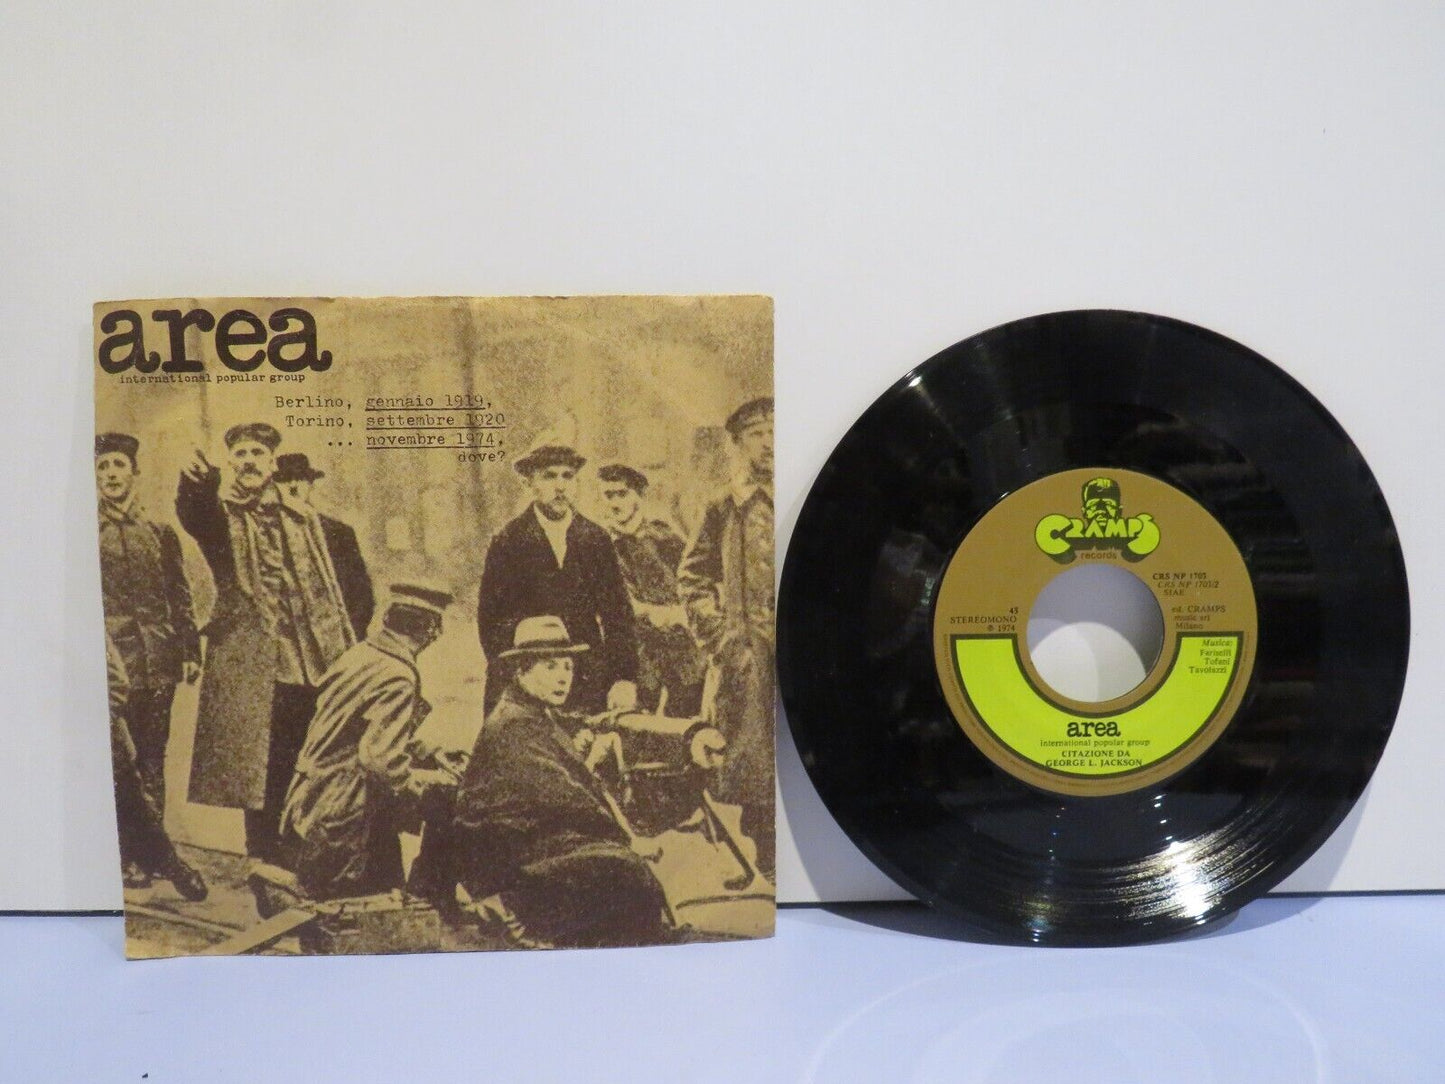 area
international popular group
Berlino, gennaio 1919,
Torino, settembre 1920
... novembre 1974,
dove?
CRAMPS
records
CRS NP 1703
CRS NP 1703/2
SIAE
45
STEREOMONO
℗ 1974
ed. CRAMPS
music srl
Milano
Musica:
Fariselli
Tofani
Tavolazzi
area
international popular group
CITAZIONE DA
GEORGE L. JACKSON